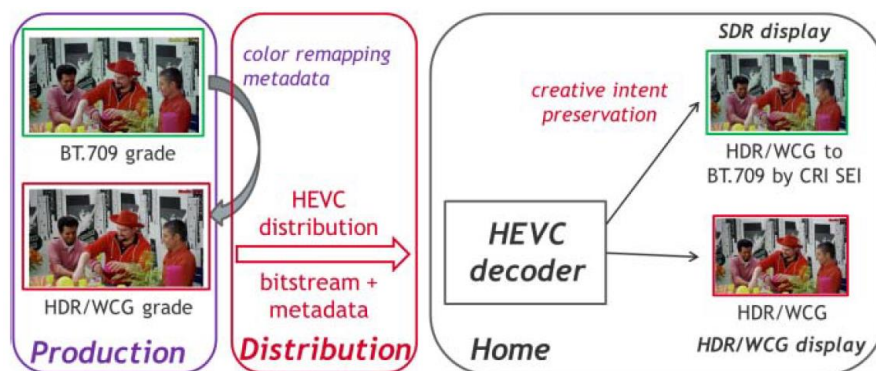 BT.709 grade
HDR/WCG grade
Production
color remapping
metadata
HEVC
distribution
bitstream +
metadata
Distribution
SDR display
creative intent
preservation
HDR/WCG to
BT.709 by CRI SEI
HEVC
decoder
HDR/WCG
HDR/WCG display
Home